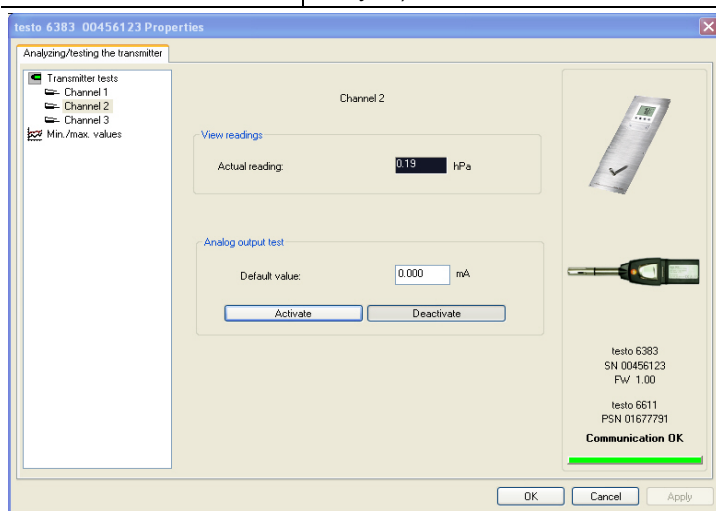 testo 6383 00456123 Properties
Analyzing/testing the transmitter
Transmitter tests
Channel 1
Channel 2
Channel 3
Min./max. values
Channel 2
View readings
Actual reading: 0.19 hPa
Analog output test
Default value: 0.000 mA
Activate Deactivate
testo 6383
SN 00456123
FW 1.00
testo 6611
PSN 01677791
Communication OK
OK Cancel Apply